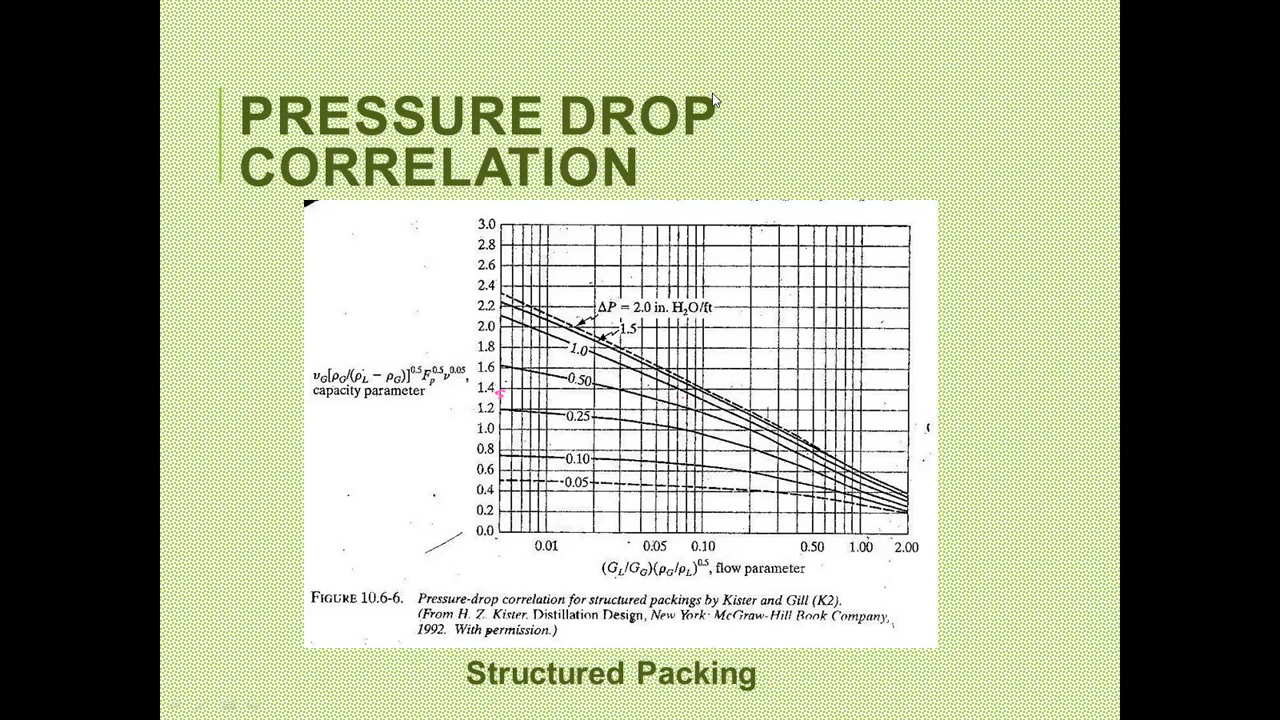 PRESSURE DROP
CORRELATION
3.0
2.8
2.6
2.4
2.2
2.0
1.8
1.6
1.4
1.2
1.0
0.8
0.6
0.4
0.2
0.0
ΔP = 2.0 in. H₂O/ft
1.5
1.0
0.50
0.25
0.10
0.05
υ_G[ρ_G/(ρ_L − ρ_G)]^0.5 F_p^0.5 ν^0.05,
capacity parameter
0.01 0.05 0.10 0.50 1.00 2.00
(G_L/G_G)(ρ_G/ρ_L)^0.5, flow parameter
FIGURE 10.6-6. Pressure-drop correlation for structured packings by Kister and Gill (K2).
(From H. Z. Kister. Distillation Design, New York: McGraw-Hill Book Company,
1992. With permission.)
Structured Packing